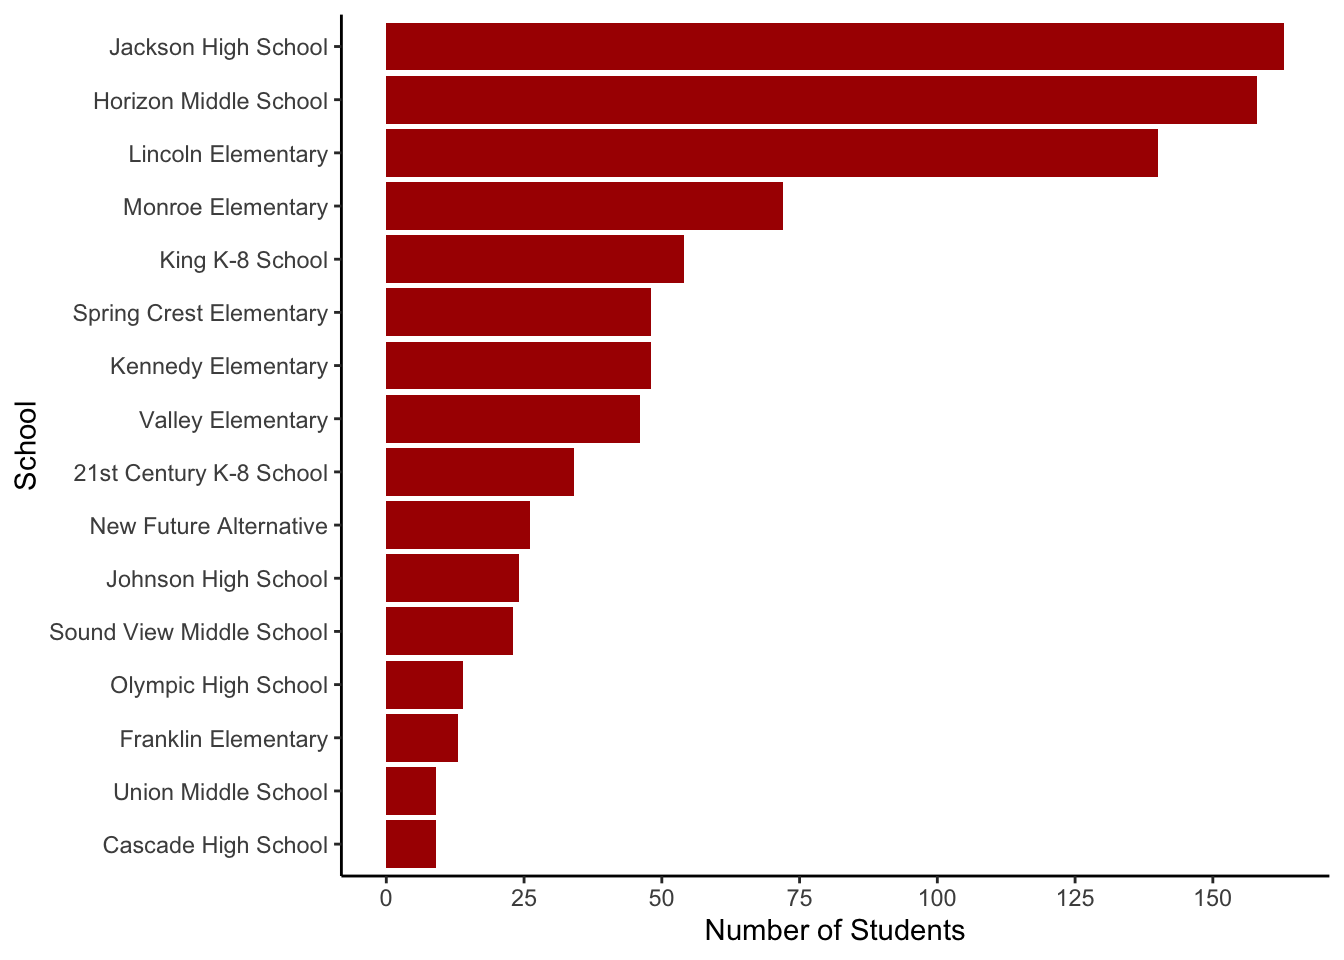 Jackson High School
Horizon Middle School
Lincoln Elementary
Monroe Elementary
King K-8 School
Spring Crest Elementary
Kennedy Elementary
Valley Elementary
21st Century K-8 School
New Future Alternative
Johnson High School
Sound View Middle School
Olympic High School
Franklin Elementary
Union Middle School
Cascade High School
School
0 25 50 75 100 125 150
Number of Students